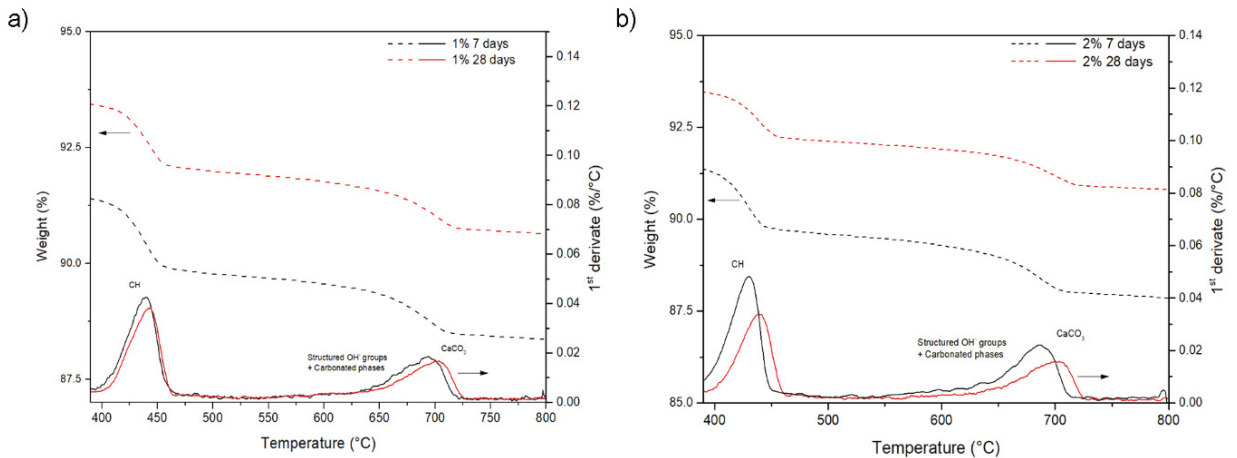 a)
95.0
92.5
90.0
87.5
Weight (%)
1% 7 days
1% 28 days
0.14
0.12
0.10
0.08
0.06
0.04
0.02
0.00
1st derivate (%/°C)
CH
Structured OH- groups
+ Carbonated phases
CaCO3
400 450 500 550 600 650 700 750 800
Temperature (°C)
b)
95.0
92.5
90.0
87.5
85.0
Weight (%)
2% 7 days
2% 28 days
0.14
0.12
0.10
0.08
0.06
0.04
0.02
0.00
1st derivate (%/°C)
CH
Structured OH- groups
+ Carbonated phases
CaCO3
400 500 600 700 800
Temperature (°C)